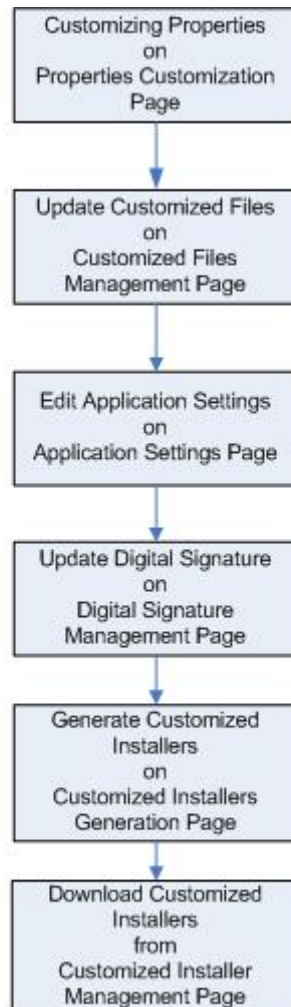 Customizing Properties
on
Properties Customization
Page
Update Customized Files
on
Customized Files
Management Page
Edit Application Settings
on
Application Settings Page
Update Digital Signature
on
Digital Signature
Management Page
Generate Customized
Installers
on
Customized Installers
Generation Page
Download Customized
Installers
from
Customized Installer
Management Page